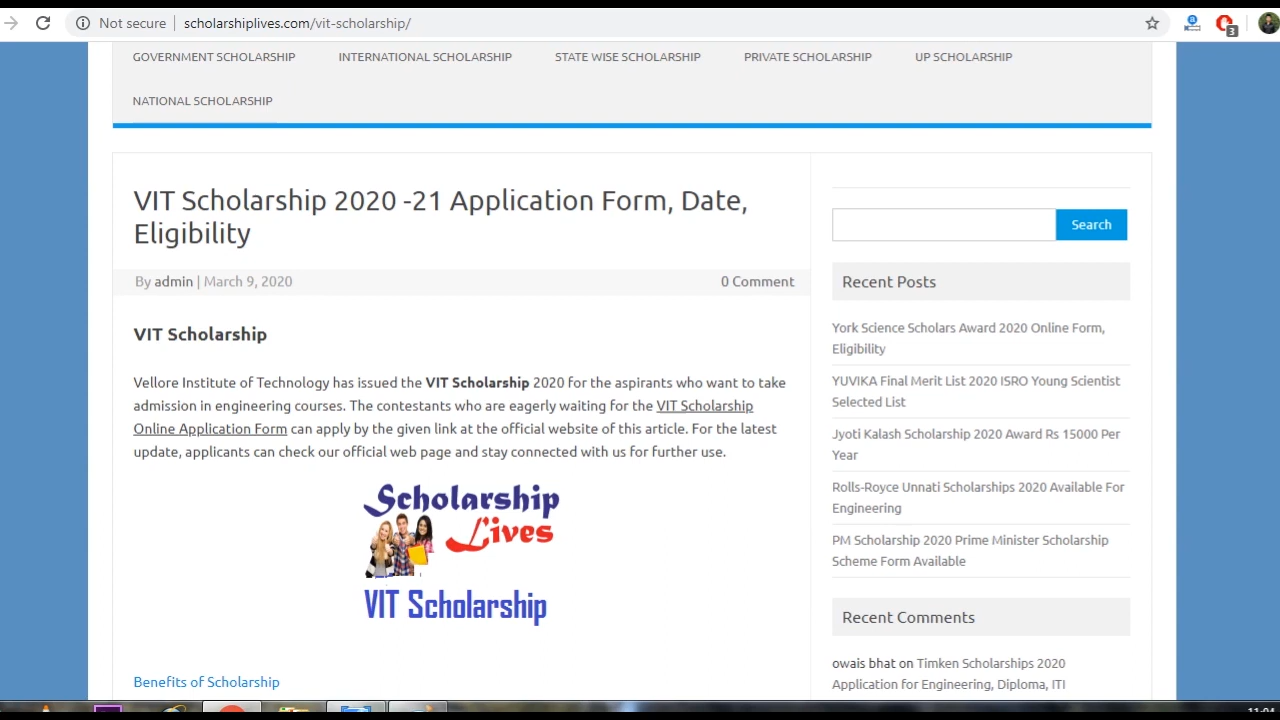 Not secure scholarshiplives.com/vit-scholarship/
3
GOVERNMENT SCHOLARSHIP INTERNATIONAL SCHOLARSHIP STATE WISE SCHOLARSHIP PRIVATE SCHOLARSHIP UP SCHOLARSHIP
NATIONAL SCHOLARSHIP
VIT Scholarship 2020 -21 Application Form, Date,
Eligibility
By admin | March 9, 2020 0 Comment
VIT Scholarship
Vellore Institute of Technology has issued the VIT Scholarship 2020 for the aspirants who want to take
admission in engineering courses. The contestants who are eagerly waiting for the VIT Scholarship
Online Application Form can apply by the given link at the official website of this article. For the latest
update, applicants can check our official web page and stay connected with us for further use.
Scholarship
Lives
VIT Scholarship
Benefits of Scholarship
Search
Recent Posts
York Science Scholars Award 2020 Online Form,
Eligibility
YUVIKA Final Merit List 2020 ISRO Young Scientist
Selected List
Jyoti Kalash Scholarship 2020 Award Rs 15000 Per
Year
Rolls-Royce Unnati Scholarships 2020 Available For
Engineering
PM Scholarship 2020 Prime Minister Scholarship
Scheme Form Available
Recent Comments
owais bhat on Timken Scholarships 2020
Application for Engineering, Diploma, ITI